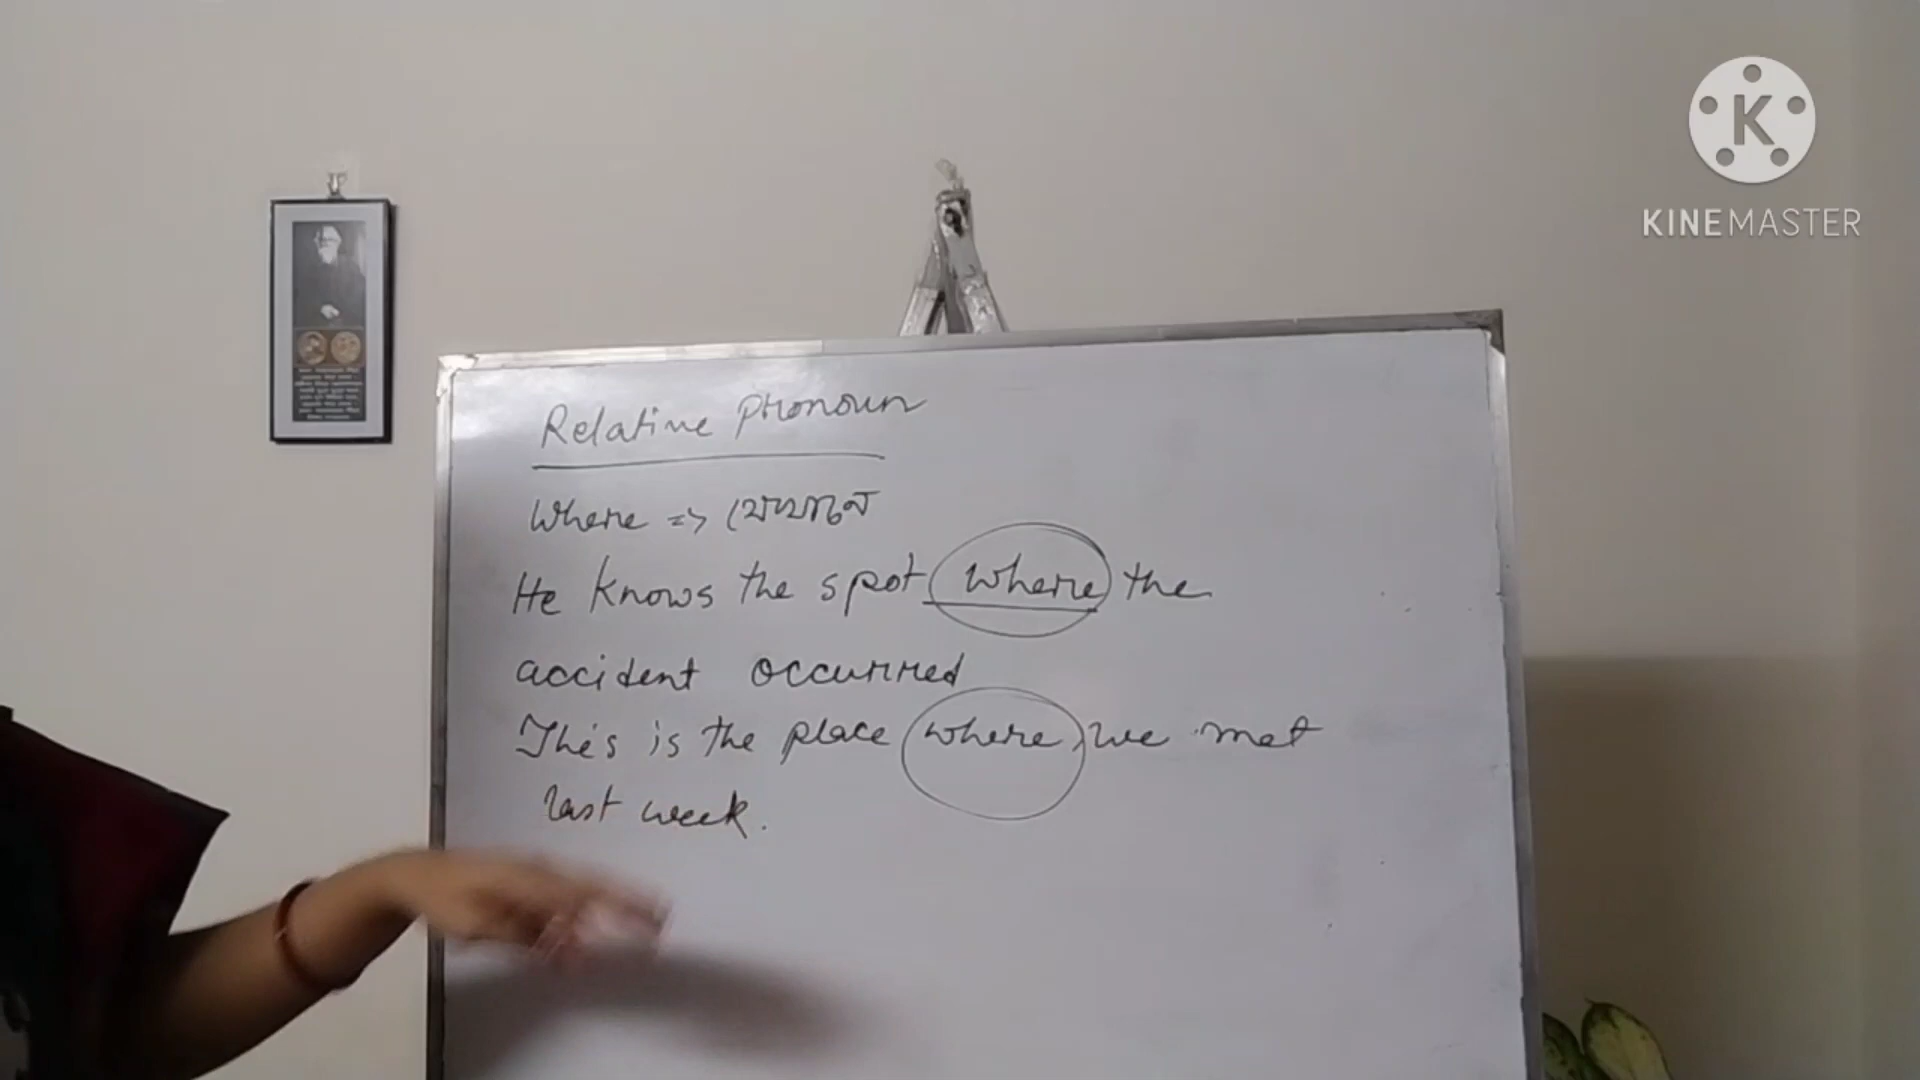 KINEMASTER
Relative Pronoun
Where => যেখানে
He knows the spot where the
accident occurred
This is the place where we met
last week.